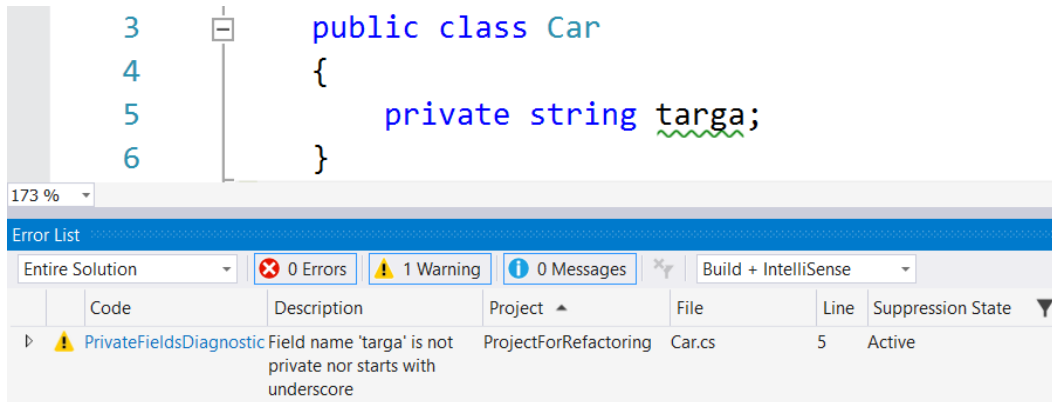 3 public class Car
4 {
5 private string targa;
6 }
173 %
Error List
Entire Solution 0 Errors 1 Warning 0 Messages Build + IntelliSense
Code Description Project File Line Suppression State
PrivateFieldsDiagnostic Field name 'targa' is not ProjectForRefactoring Car.cs 5 Active
private nor starts with
underscore